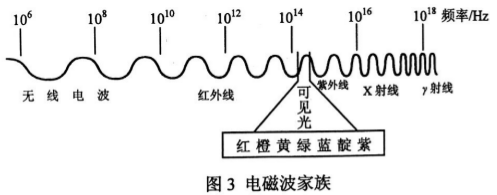 10⁶ 10⁸ 10¹⁰ 10¹² 10¹⁴ 10¹⁶ 10¹⁸ 频率/Hz
无线电波 红外线 可见光 紫外线 X射线 γ射线
红橙黄绿蓝靛紫
图3 电磁波家族